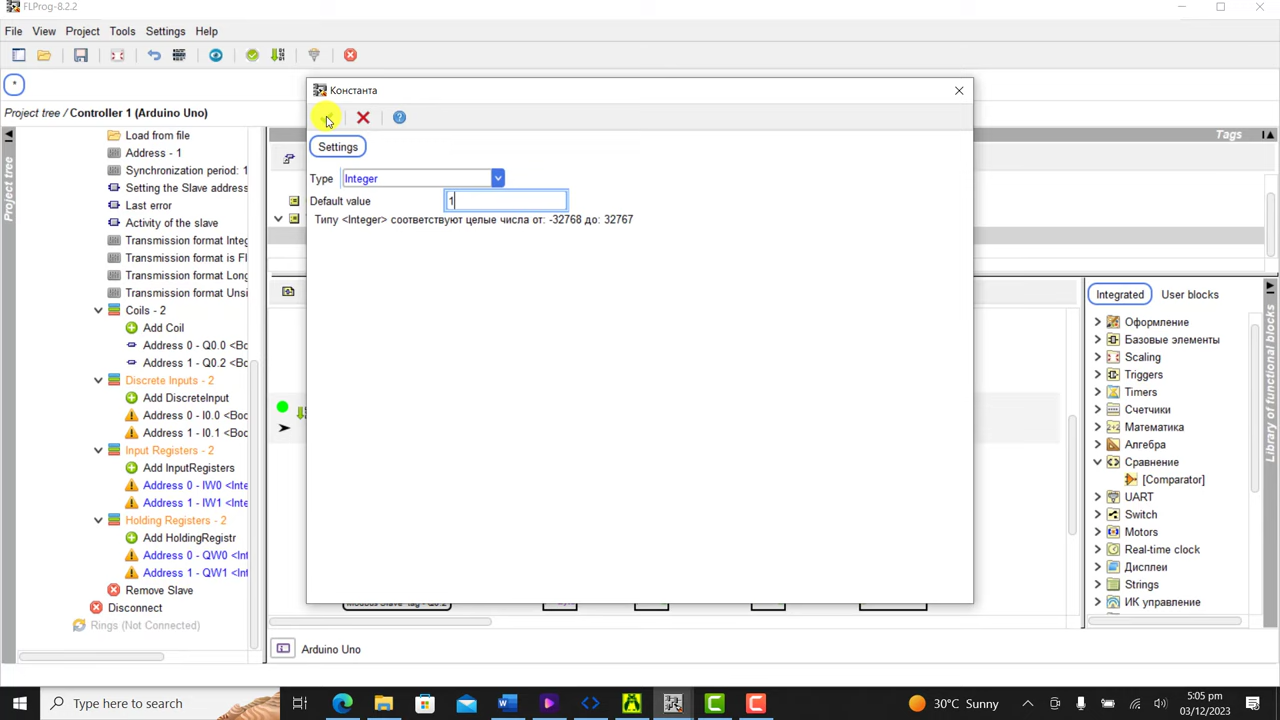 FLProg - 8.2.2
File View Project Tools Settings Help
*
Project tree / Controller 1 (Arduino Uno)
Project tree
Load from file
Address - 1
Synchronization period: 1
Setting the Slave address
Last error
Activity of the slave
Transmission format Integ
Transmission format is Fl
Transmission format Long
Transmission format Unsi
Coils - 2
Add Coil
Address 0 - Q0.0 <Bo
Address 1 - Q0.2 <Bo
Discrete Inputs - 2
Add DiscreteInput
Address 0 - I0.0 <Boo
Address 1 - I0.1 <Boo
Input Registers - 2
Add InputRegisters
Address 0 - IW0 <Inte
Address 1 - IW1 <Inte
Holding Registers - 2
Add HoldingRegistr
Address 0 - QW0 <Int
Address 1 - QW1 <Int
Remove Slave
Disconnect
Rings (Not Connected)
Константа
Settings
Type Integer
Default value 1
Типу <Integer> соответствуют целые числа от: -32768 до: 32767
Tags
Integrated User blocks
Оформление
Базовые элементы
Scaling
Triggers
Timers
Счетчики
Математика
Алгебра
Сравнение
[Comparator]
UART
Switch
Motors
Real-time clock
Дисплеи
Strings
ИК управление
Library of functional blocks
Arduino Uno
Type here to search
30°C Sunny
5:05 pm
03/12/2023